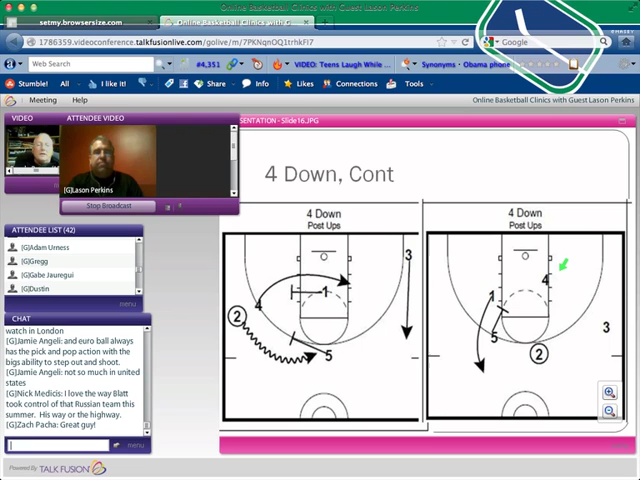 Online Basketball Clinics with Guest Lason Perkins
setmy.browsersize.com
Online Basketball Clinics with G
1786359.videoconference.talkfusionlive.com/golive/m/7PKNqnOQ1trhkFI7
Google
Web Search
#4,351
VIDEO: Teens Laugh While ...
Synonyms - Obama phone
Stumble!
All
I like it!
Share
Info
Likes
Connections
Tools
Meeting
Help
Online Basketball Clinics with Guest Lason Perkins
VIDEO
ATTENDEE VIDEO
SENTATION - Slide16.JPG
[G]Lason Perkins
Stop Broadcast
ATTENDEE LIST (42)
[G]Adam Urness
[G]Gregg
[G]Gabe Jauregui
[G]Dustin
menu
CHAT
watch in London
[G]Jamie Angeli: and euro ball always
has the pick and pop action with the
bigs ability to step out and shoot.
[G]Jamie Angeli: not so much in united
states
[G]Nick Medicis: I love the way Blatt
took control of that Russian team this
summer.  His way or the highway.
[G]Zach Pacha: Great guy!
menu
Powered By TALK FUSION
4 Down, Cont
4 Down
Post Ups
3
1
4
2
5
4 Down
Post Ups
4
1
3
5
2